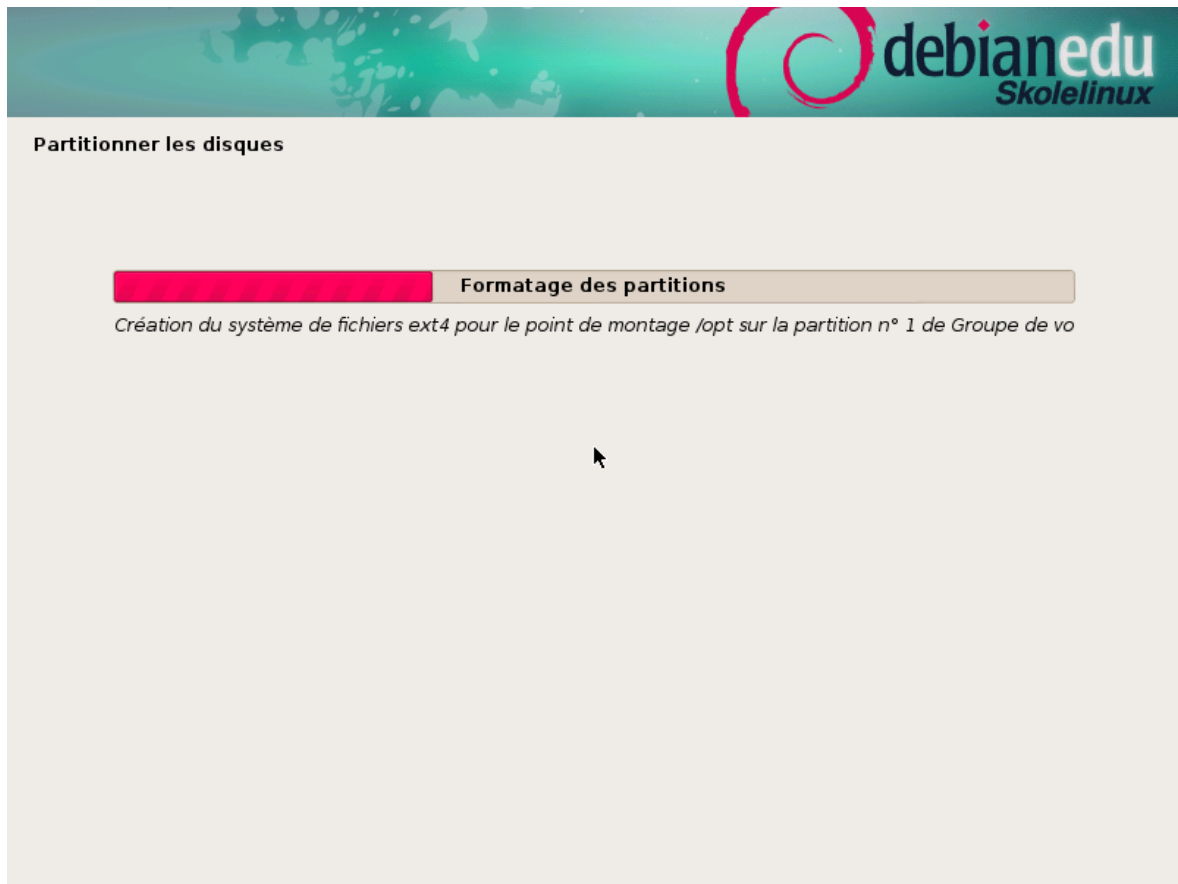 debianedu
Skolelinux
Partitionner les disques
Formatage des partitions
Création du système de fichiers ext4 pour le point de montage /opt sur la partition n° 1 de Groupe de vo